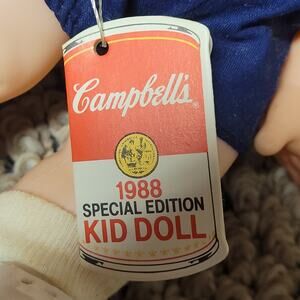 Campbell's®
1988
SPECIAL EDITION
KID DOLL